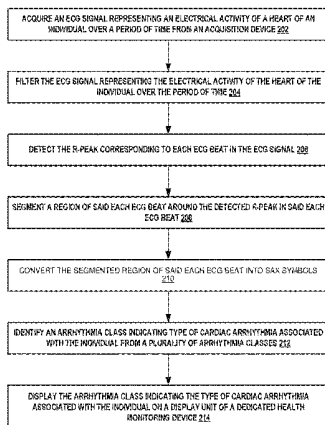 ACQUIRE AN ECG SIGNAL REPRESENTING AN ELECTRICAL ACTIVITY OF A HEART OF AN
INDIVIDUAL OVER A PERIOD OF TIME FROM AN ACQUISITION DEVICE 202
FILTER THE ECG SIGNAL REPRESENTING THE ELECTRICAL ACTIVITY OF THE HEART OF THE
INDIVIDUAL OVER THE PERIOD OF TIME 204
DETECT THE R-PEAK CORRESPONDING TO EACH ECG BEAT IN THE ECG SIGNAL 206
SEGMENT A REGION OF SAID EACH ECG BEAT AROUND THE DETECTED R-PEAK IN SAID EACH
ECG BEAT 208
CONVERT THE SEGMENTED REGION OF SAID EACH ECG BEAT INTO SAX SYMBOLS
210
IDENTIFY AN ARRHYTHMIA CLASS INDICATING TYPE OF CARDIAC ARRHYTHMIA ASSOCIATED
WITH THE INDIVIDUAL FROM A PLURALITY OF ARRHYTHMIA CLASSES 212
DISPLAY THE ARRHYTHMIA CLASS INDICATING THE TYPE OF CARDIAC ARRHYTHMIA
ASSOCIATED WITH THE INDIVIDUAL ON A DISPLAY UNIT OF A DEDICATED HEALTH
MONITORING DEVICE 214